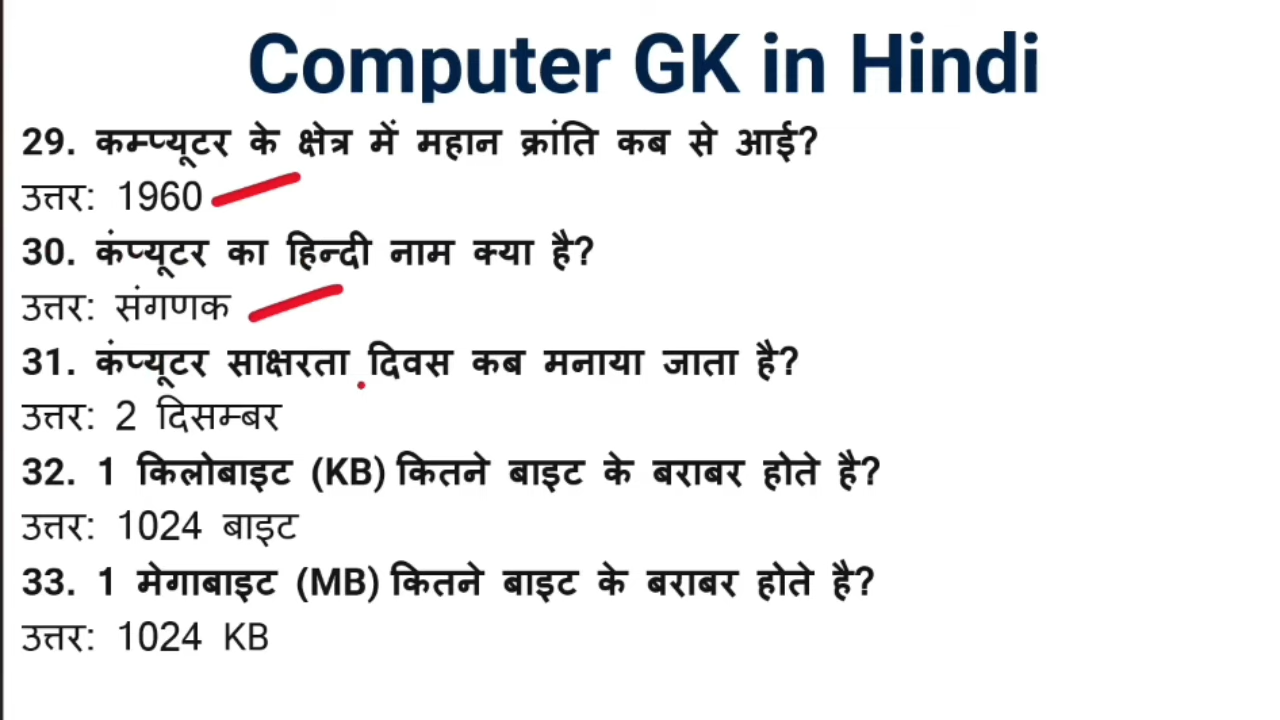 Computer GK in Hindi
29. कम्प्यूटर के क्षेत्र में महान क्रांति कब से आई?
उत्तर: 1960
30. कंप्यूटर का हिन्दी नाम क्या है?
उत्तर: संगणक
31. कंप्यूटर साक्षरता दिवस कब मनाया जाता है?
उत्तर: 2 दिसम्बर
32. 1 किलोबाइट (KB) कितने बाइट के बराबर होते है?
उत्तर: 1024 बाइट
33. 1 मेगाबाइट (MB) कितने बाइट के बराबर होते है?
उत्तर: 1024 KB